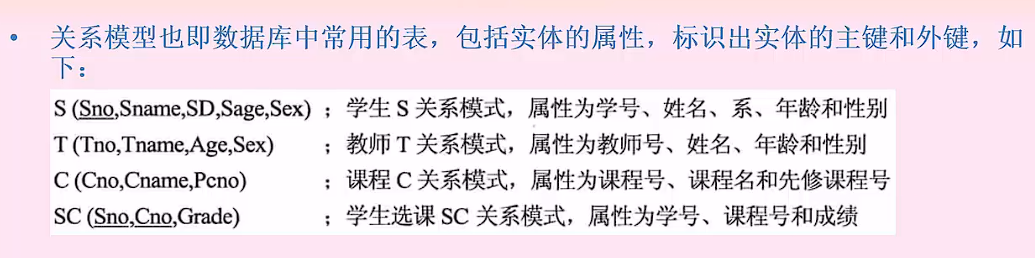 • 关系模型也即数据库中常用的表，包括实体的属性，标识出实体的主键和外键，如
下：
S (Sno,Sname,SD,Sage,Sex) ；学生 S 关系模式，属性为学号、姓名、系、年龄和性别
T (Tno,Tname,Age,Sex) ；教师 T 关系模式，属性为教师号、姓名、年龄和性别
C (Cno,Cname,Pcno) ；课程 C 关系模式，属性为课程号、课程名和先修课程号
SC (Sno,Cno,Grade) ；学生选课 SC 关系模式，属性为学号、课程号和成绩